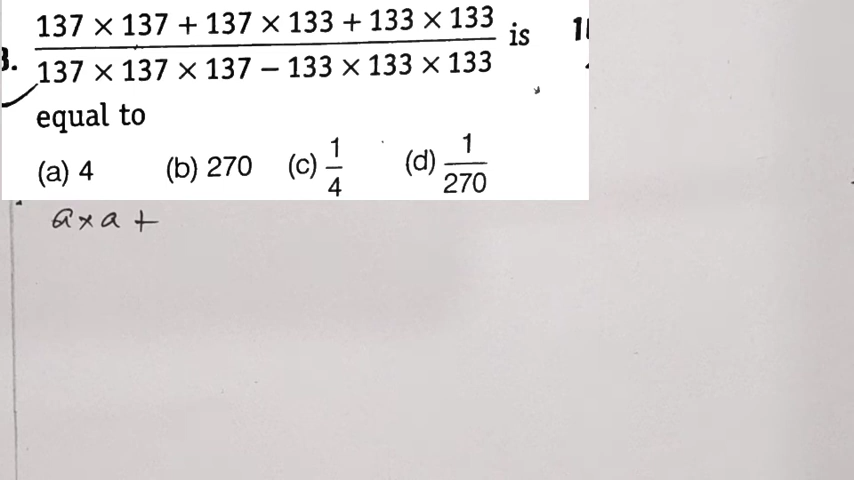 3. 137 × 137 + 137 × 133 + 133 × 133 / 137 × 137 × 137 − 133 × 133 × 133 is
equal to
(a) 4 (b) 270 (c) 1/4 (d) 1/270
a × a +